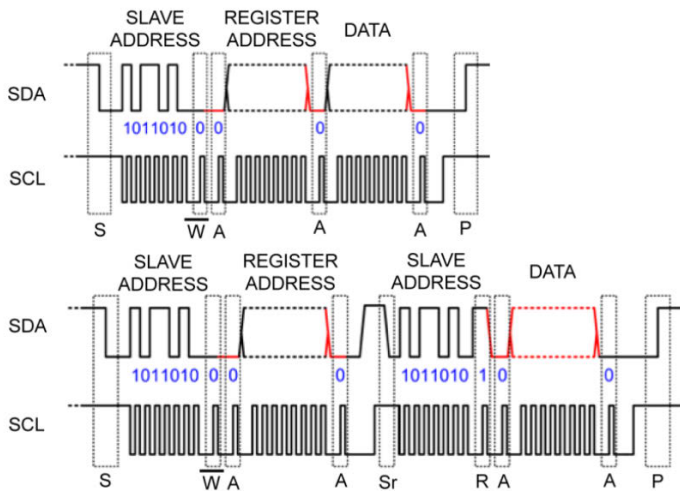 SLAVE ADDRESS REGISTER ADDRESS DATA
SDA
1011010 0 0 0 0
SCL
S W A A A P
SLAVE ADDRESS REGISTER ADDRESS SLAVE ADDRESS DATA
SDA
1011010 0 0 0 1011010 1 0 0
SCL
S W A A Sr R A A P